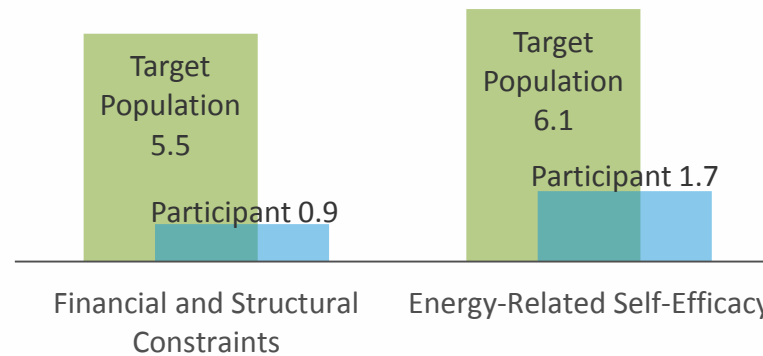 Target
Population
5.5
Participant 0.9
Target
Population
6.1
Participant 1.7
Financial and Structural
Constraints
Energy-Related Self-Efficacy